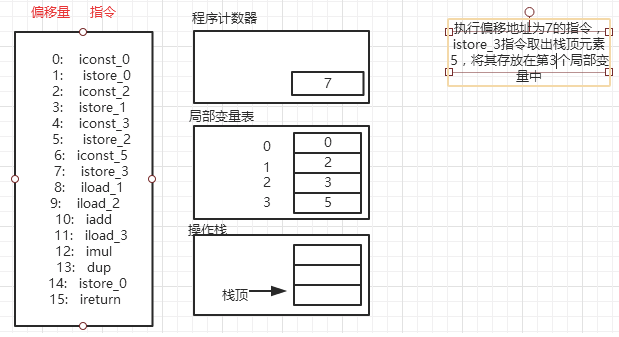 偏移量 指令
0: iconst_0
1: istore_0
2: iconst_2
3: istore_1
4: iconst_3
5: istore_2
6: iconst_5
7: istore_3
8: iload_1
9: iload_2
10: iadd
11: iload_3
12: imul
13: dup
14: istore_0
15: ireturn
程序计数器
7
局部变量表
0 0
1 2
2 3
3 5
操作栈
栈顶
执行偏移地址为7的指令，
istore_3指令取出栈顶元素
5，将其存放在第3个局部变
量中